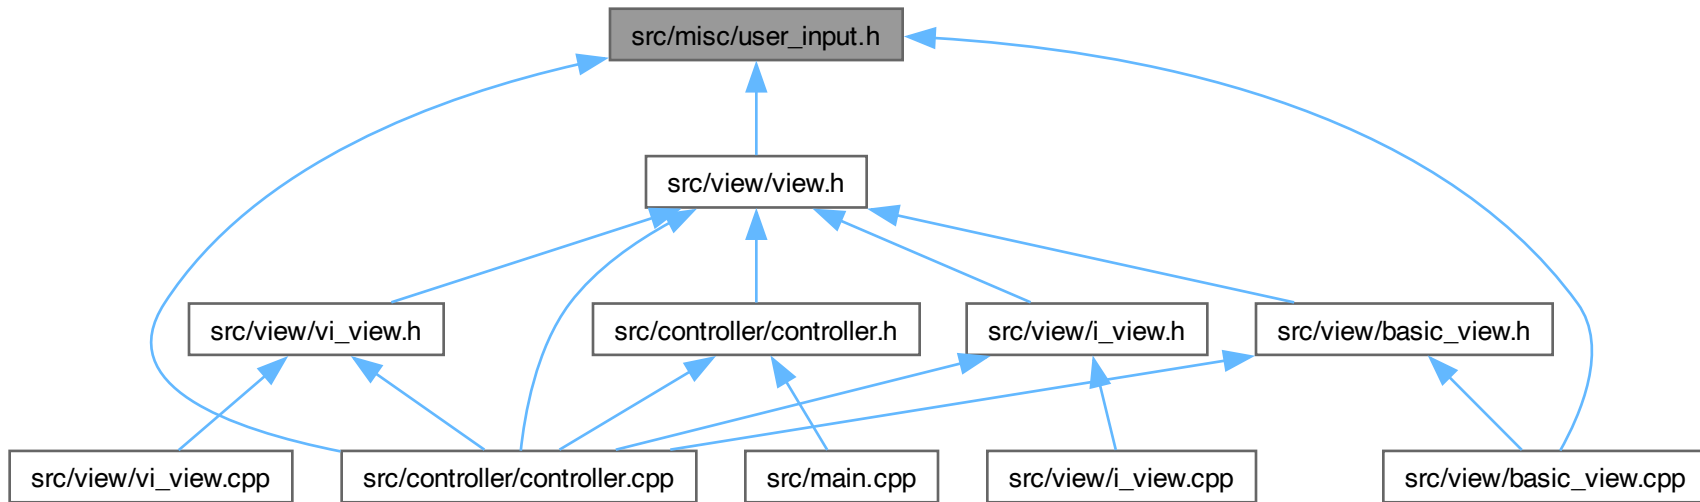 src/misc/user_input.h
src/view/view.h
src/view/vi_view.h
src/controller/controller.h
src/view/i_view.h
src/view/basic_view.h
src/view/vi_view.cpp
src/controller/controller.cpp
src/main.cpp
src/view/i_view.cpp
src/view/basic_view.cpp